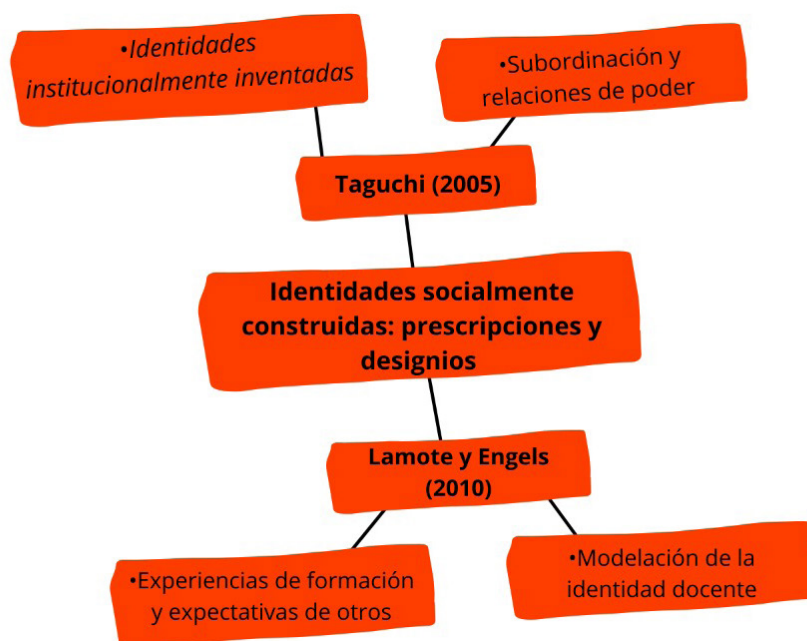 •Identidades
institucionalmente inventadas
•Subordinación y
relaciones de poder
Taguchi (2005)
Identidades socialmente
construidas: prescripciones y
designios
Lamote y Engels
(2010)
•Experiencias de formación
y expectativas de otros
•Modelación de la
identidad docente